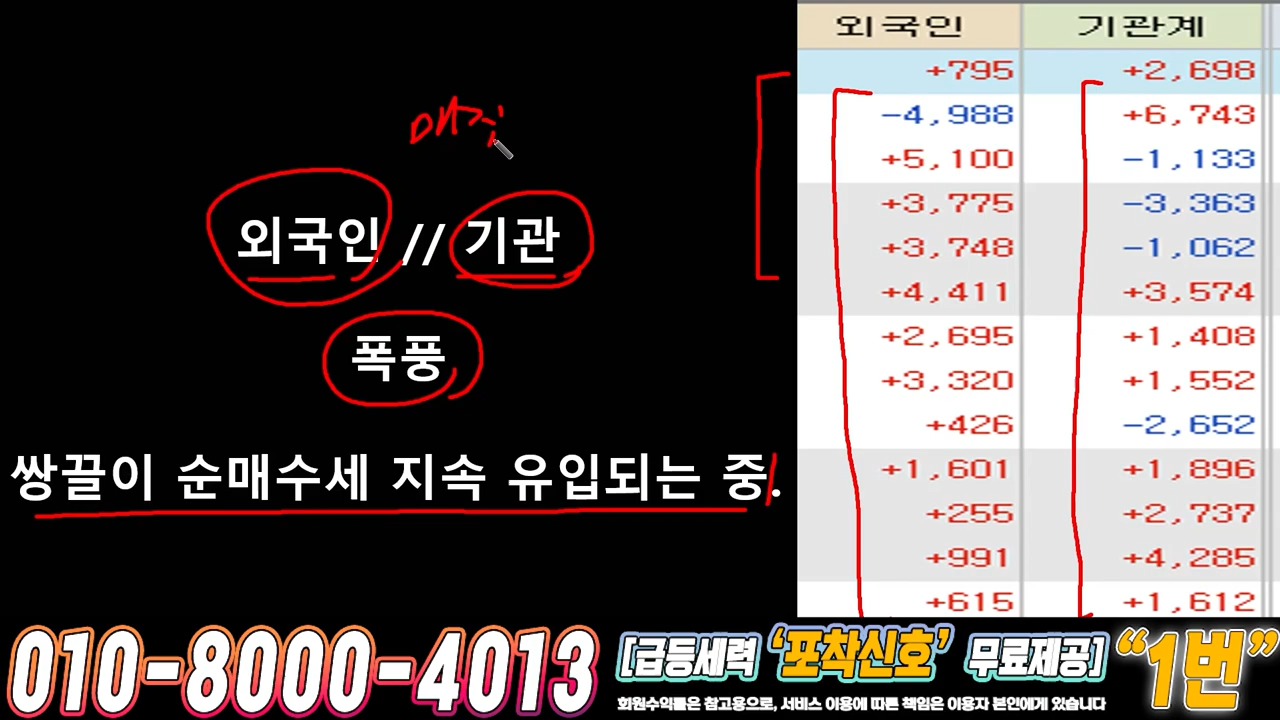 외국인 // 기관
폭풍
쌍끌이 순매수세 지속 유입되는 중.
외국인 기관계
+795 +2,698
-4,988 +6,743
+5,100 -1,133
+3,775 -3,363
+3,748 -1,062
+4,411 +3,574
+2,695 +1,408
+3,320 +1,552
+426 -2,652
+1,601 +1,896
+255 +2,737
+991 +4,285
+615 +1,612
010-8000-4013 [급등세력 '포착신호' 무료제공] "1번"
회원수익률은 참고용으로, 서비스 이용에 따른 책임은 이용자 본인에게 있습니다